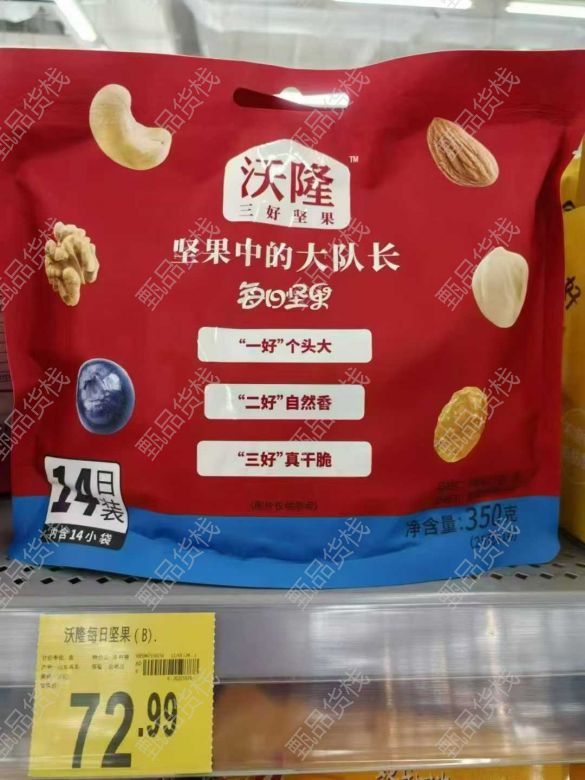 沃隆
TM
三好坚果
坚果中的大队长
每日坚果
“一好”个头大
“二好”自然香
“三好”真干脆
14日装
内含14小袋
净含量:350克
沃隆每日坚果(B).
72.99
甄品货栈